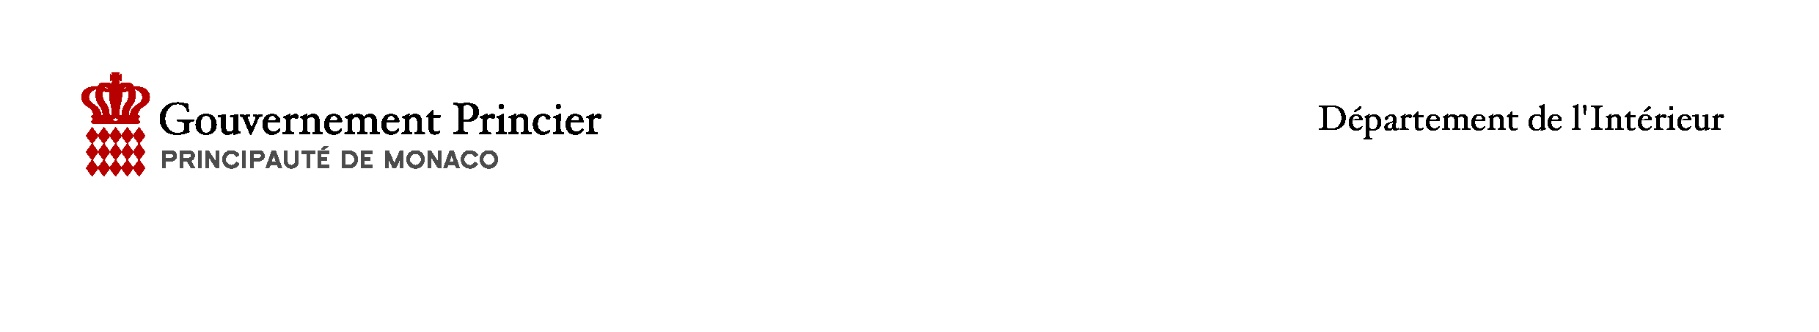 Gouvernement Princier
PRINCIPAUTÉ DE MONACO
Département de l'Intérieur